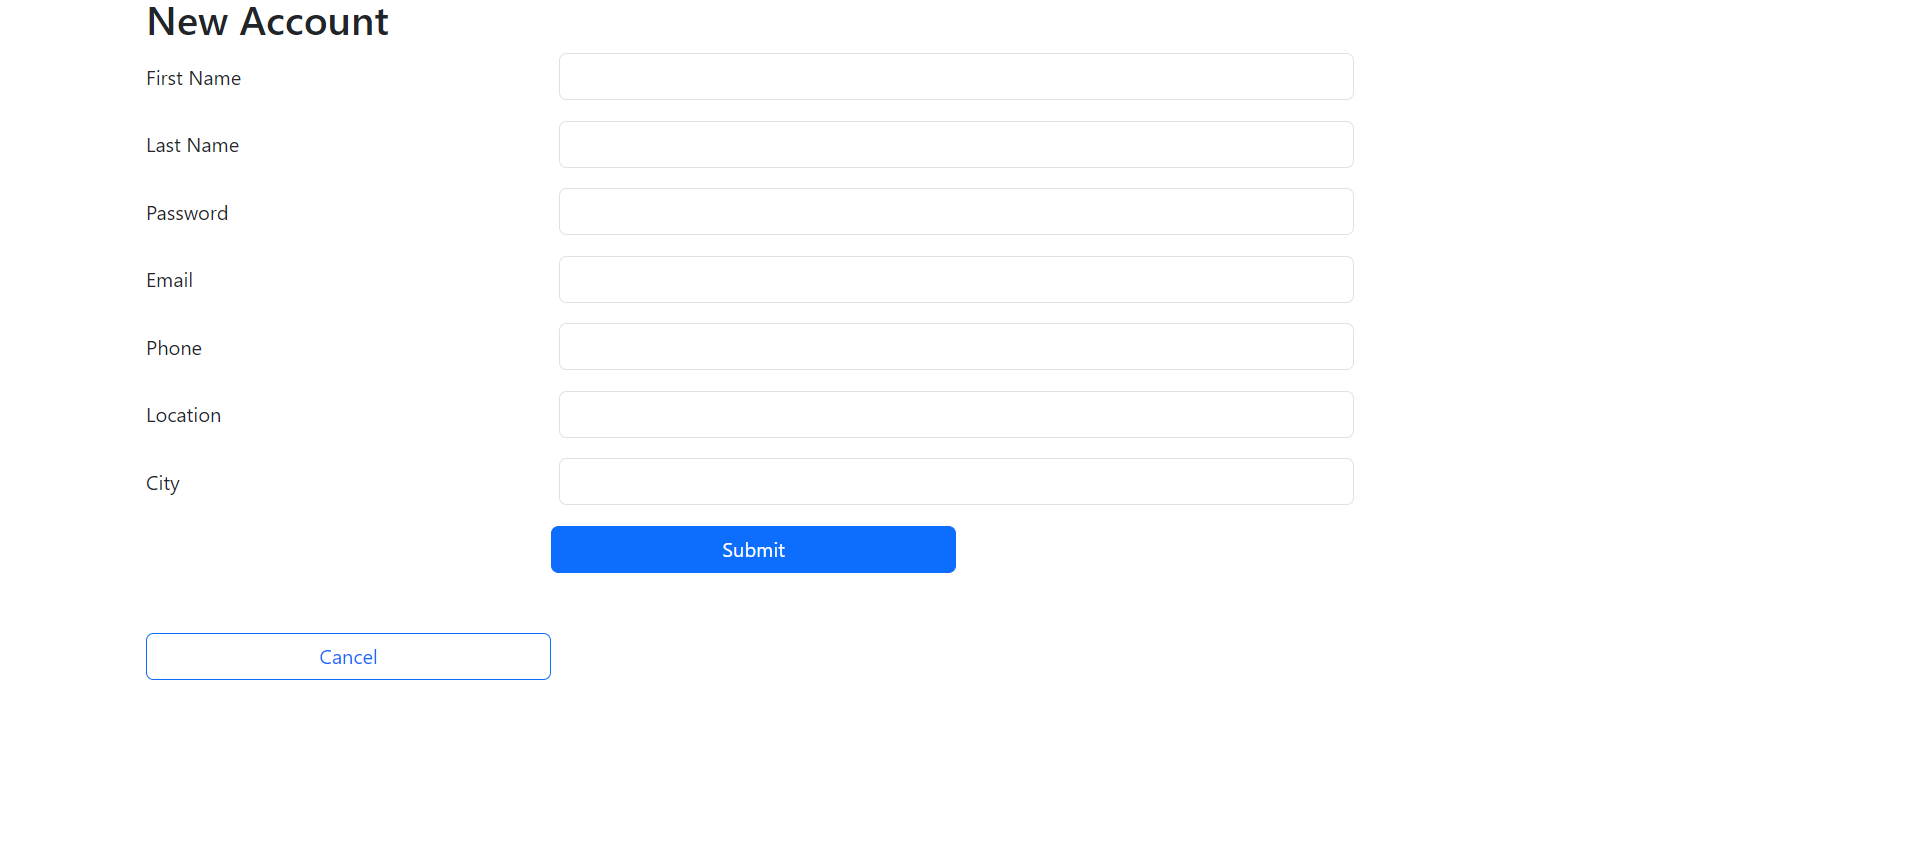 New Account
First Name
Last Name
Password
Email
Phone
Location
City
Submit
Cancel